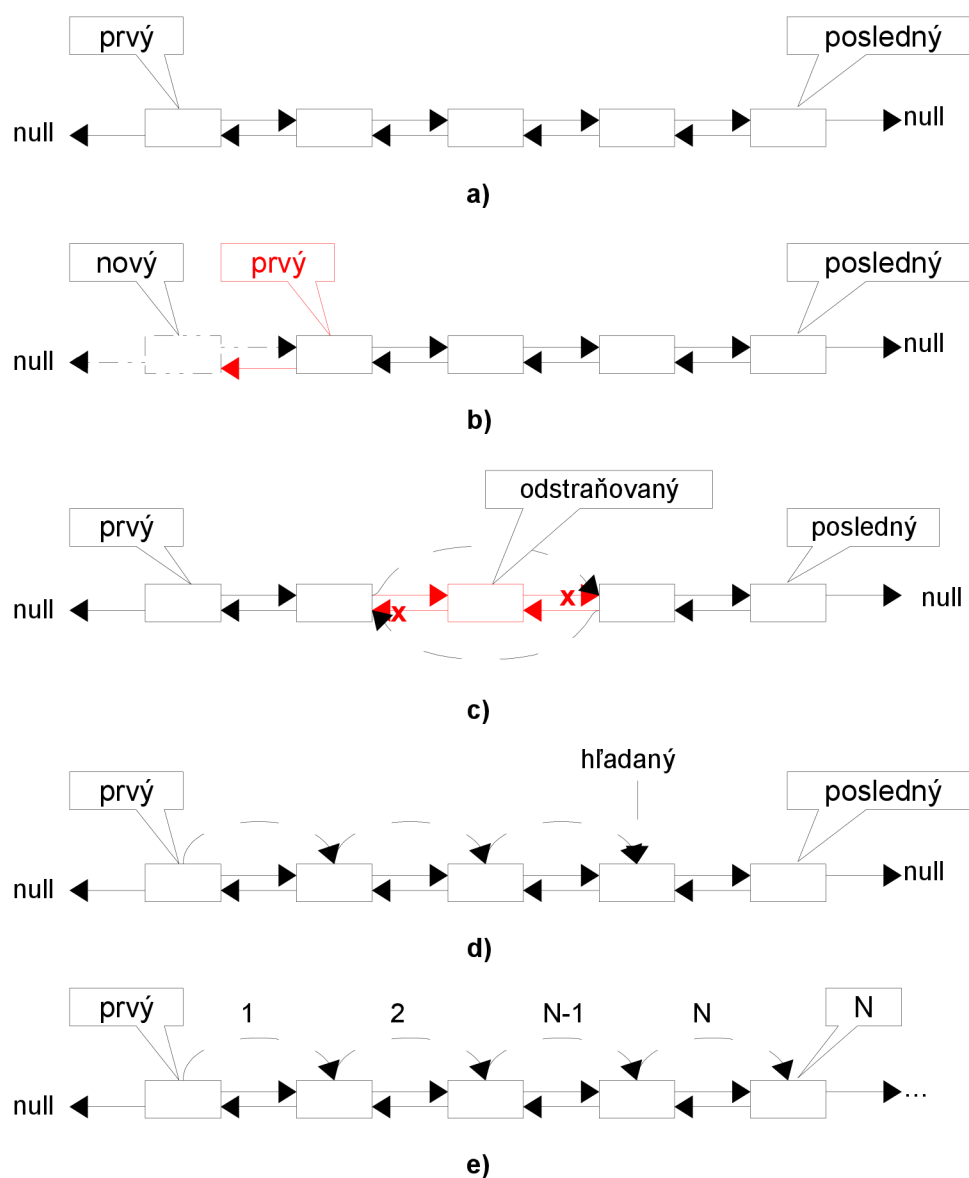 prvý posledný
null null
a)
nový prvý posledný
null null
b)
odstraňovaný
prvý posledný
null x x null
c)
hľadaný
prvý posledný
null null
d)
prvý 1 2 N-1 N N
null ...
e)